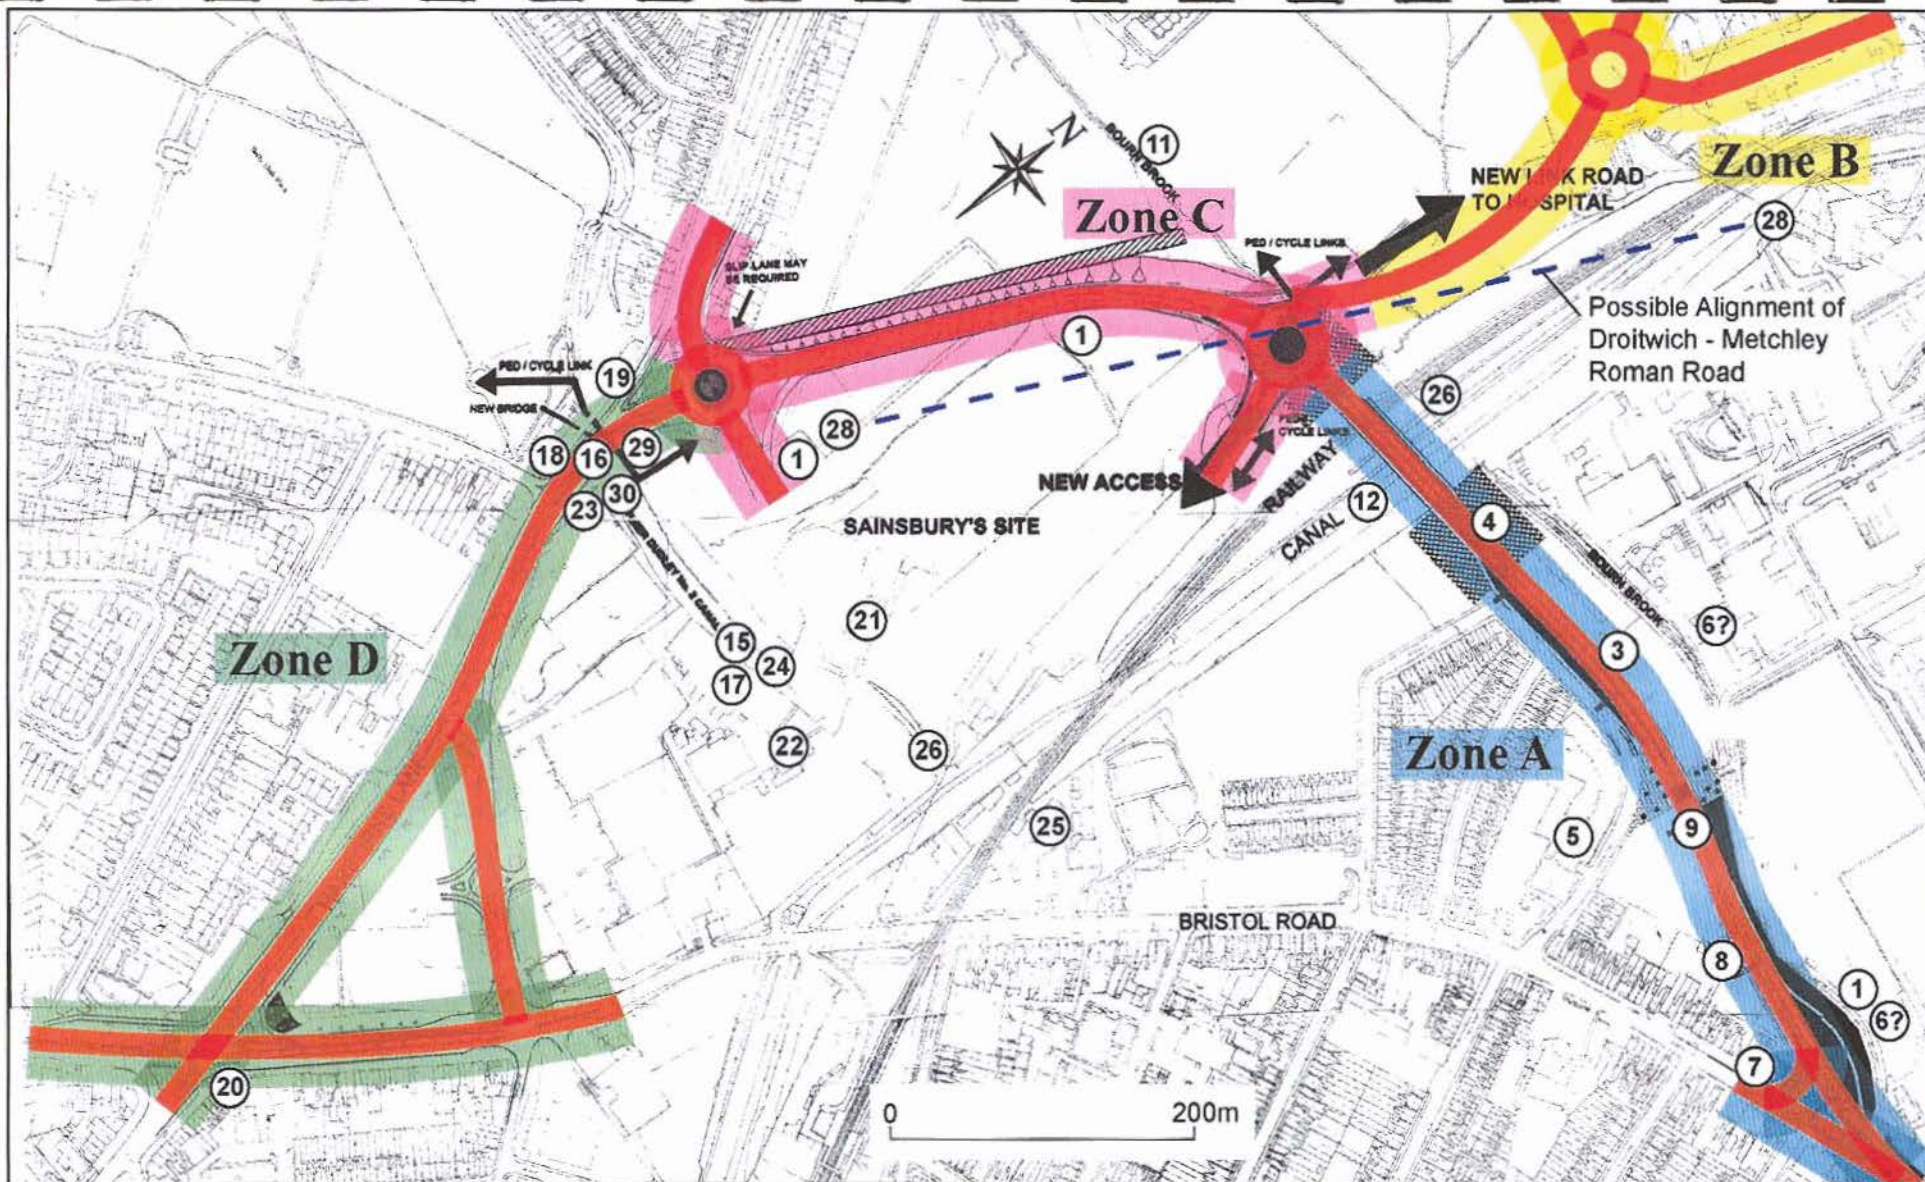 N
11
BOURN BROCK
Zone B
Zone C
NEW LINK ROAD
TO HOSPITAL
28
PED / CYCLE LINKS
SLIP LANE MAY
BE REQUIRED
Possible Alignment of
Droitwich - Metchley
Roman Road
1
PED / CYCLE LINK
19
NEW BRIDGE
26
18
16
29
1
28
CYCLE LINKS
NEW ACCESS
RAILWAY
23
30
12
SAINSBURY'S SITE
CANAL
4
BOURN BROOK
21
6?
15
24
17
3
Zone D
22
26
Zone A
25
5
9
BRISTOL ROAD
8
1
6?
7
20
0
200m